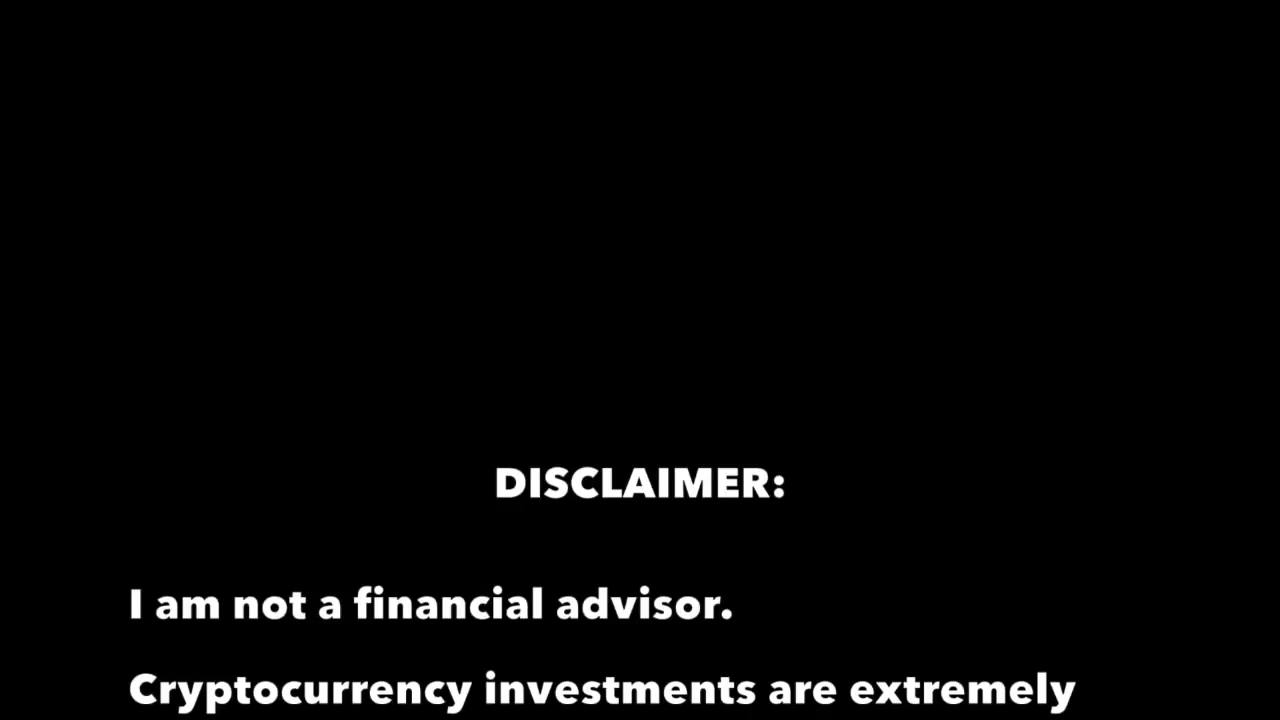 DISCLAIMER:
I am not a financial advisor.
Cryptocurrency investments are extremely